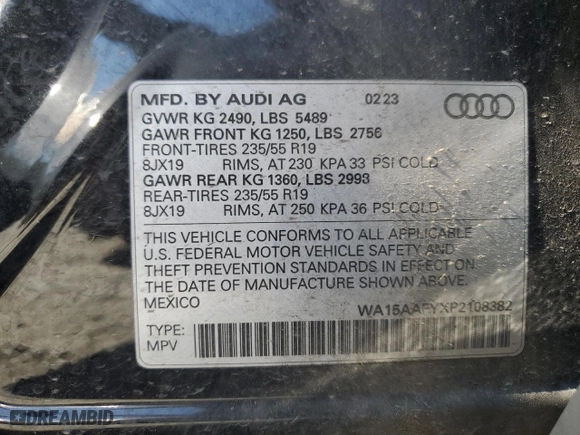 MFD. BY AUDI AG 02 23
GVWR KG 2490, LBS 5489
GAWR FRONT KG 1250, LBS 2756
FRONT-TIRES 235/55 R19
8JX19 RIMS, AT 230 KPA 33 PSI COLD
GAWR REAR KG 1360, LBS 2998
REAR-TIRES 235/55 R19
8JX19 RIMS, AT 250 KPA 36 PSI COLD
THIS VEHICLE CONFORMS TO ALL APPLICABLE
U.S. FEDERAL MOTOR VEHICLE SAFETY AND
THEFT PREVENTION STANDARDS IN EFFECT ON
THE DATE OF MANUFACTURE SHOWN ABOVE.
MEXICO
WA15AAFYXP2108382
TYPE:
MPV
DREAMBID